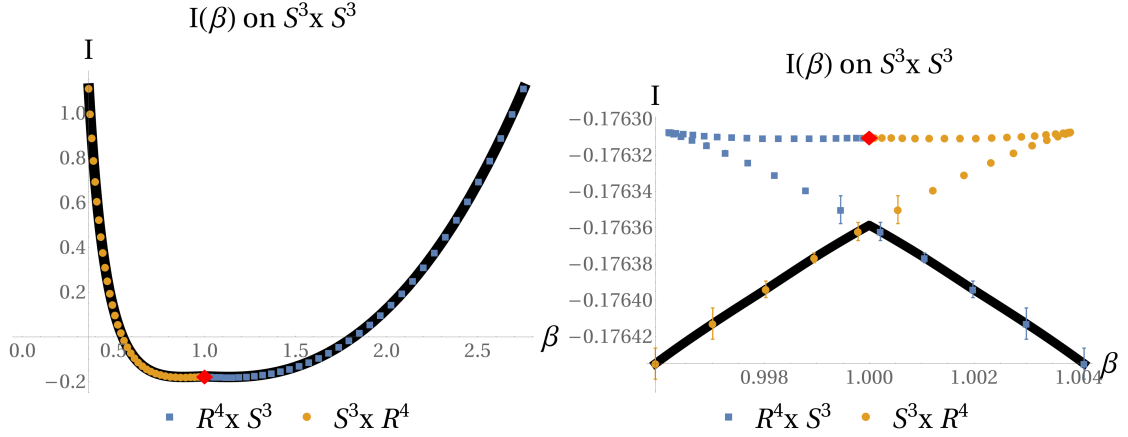 I(β) on S³x S³
I
1.0
0.8
0.6
0.4
0.2
−0.2
0.0 0.5 1.0 1.5 2.0 2.5
β
R⁴x S³ S³x R⁴
I(β) on S³x S³
I
−0.17630
−0.17632
−0.17634
−0.17636
−0.17638
−0.17640
−0.17642
0.998 1.000 1.002 1.004
β
R⁴x S³ S³x R⁴